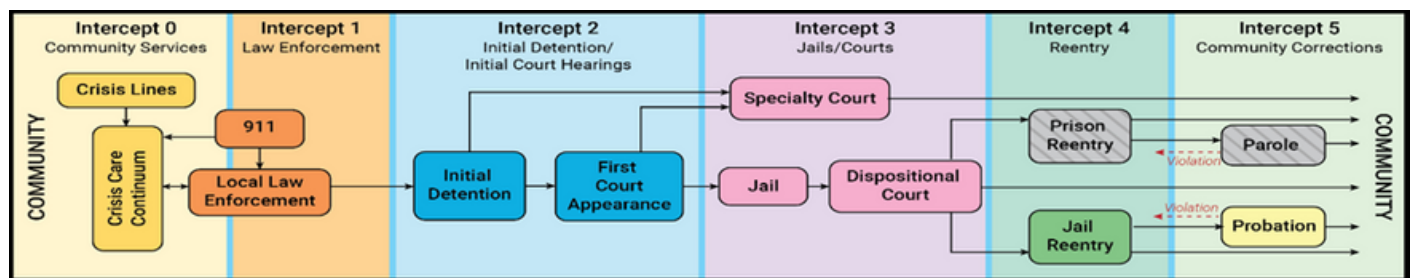 Intercept 0
Community Services
Intercept 1
Law Enforcement
Intercept 2
Initial Detention/
Initial Court Hearings
Intercept 3
Jails/Courts
Intercept 4
Reentry
Intercept 5
Community Corrections
COMMUNITY
Crisis Lines
Crisis Care
Continuum
911
Local Law
Enforcement
Initial
Detention
First
Court
Appearance
Specialty Court
Jail
Dispositional
Court
Prison
Reentry
Violation
Parole
Jail
Reentry
Violation
Probation
COMMUNITY